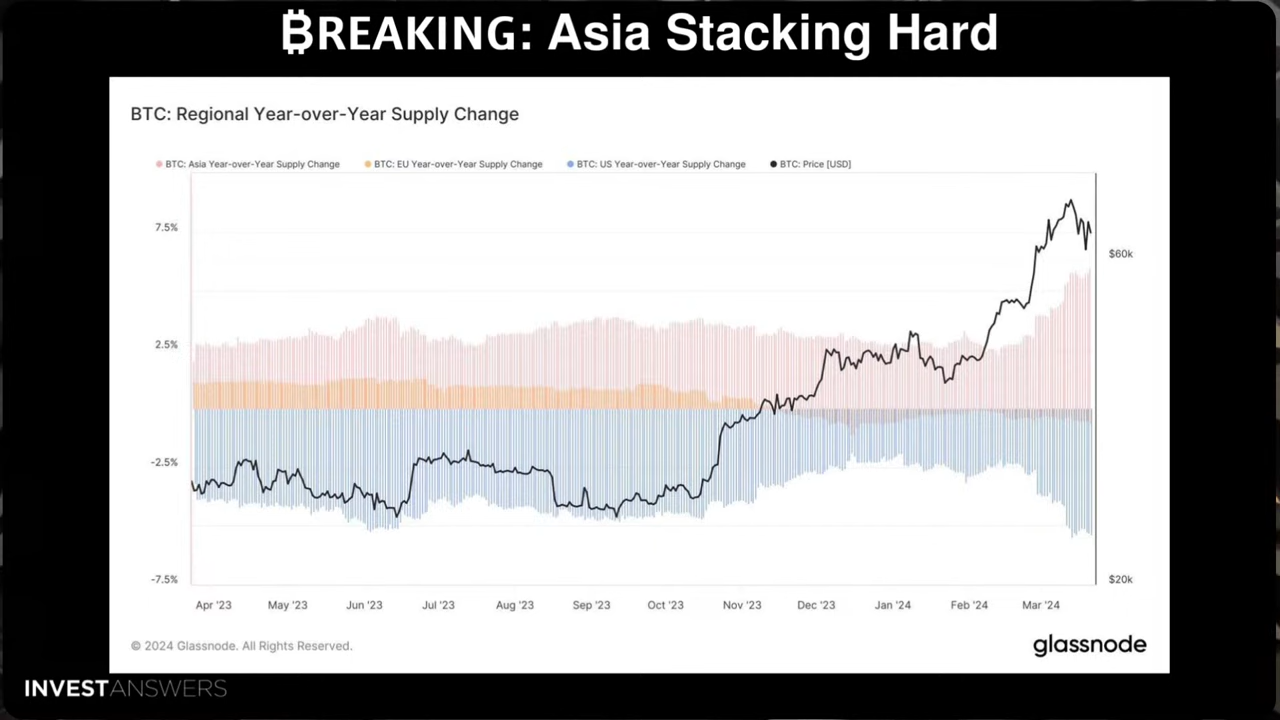 ₿REAKING: Asia Stacking Hard
BTC: Regional Year-over-Year Supply Change
BTC: Asia Year-over-Year Supply Change BTC: EU Year-over-Year Supply Change BTC: US Year-over-Year Supply Change BTC: Price [USD]
7.5%
$60k
2.5%
-2.5%
-7.5%
$20k
Apr '23 May '23 Jun '23 Jul '23 Aug '23 Sep '23 Oct '23 Nov '23 Dec '23 Jan '24 Feb '24 Mar '24
© 2024 Glassnode. All Rights Reserved.
glassnode
INVESTANSWERS